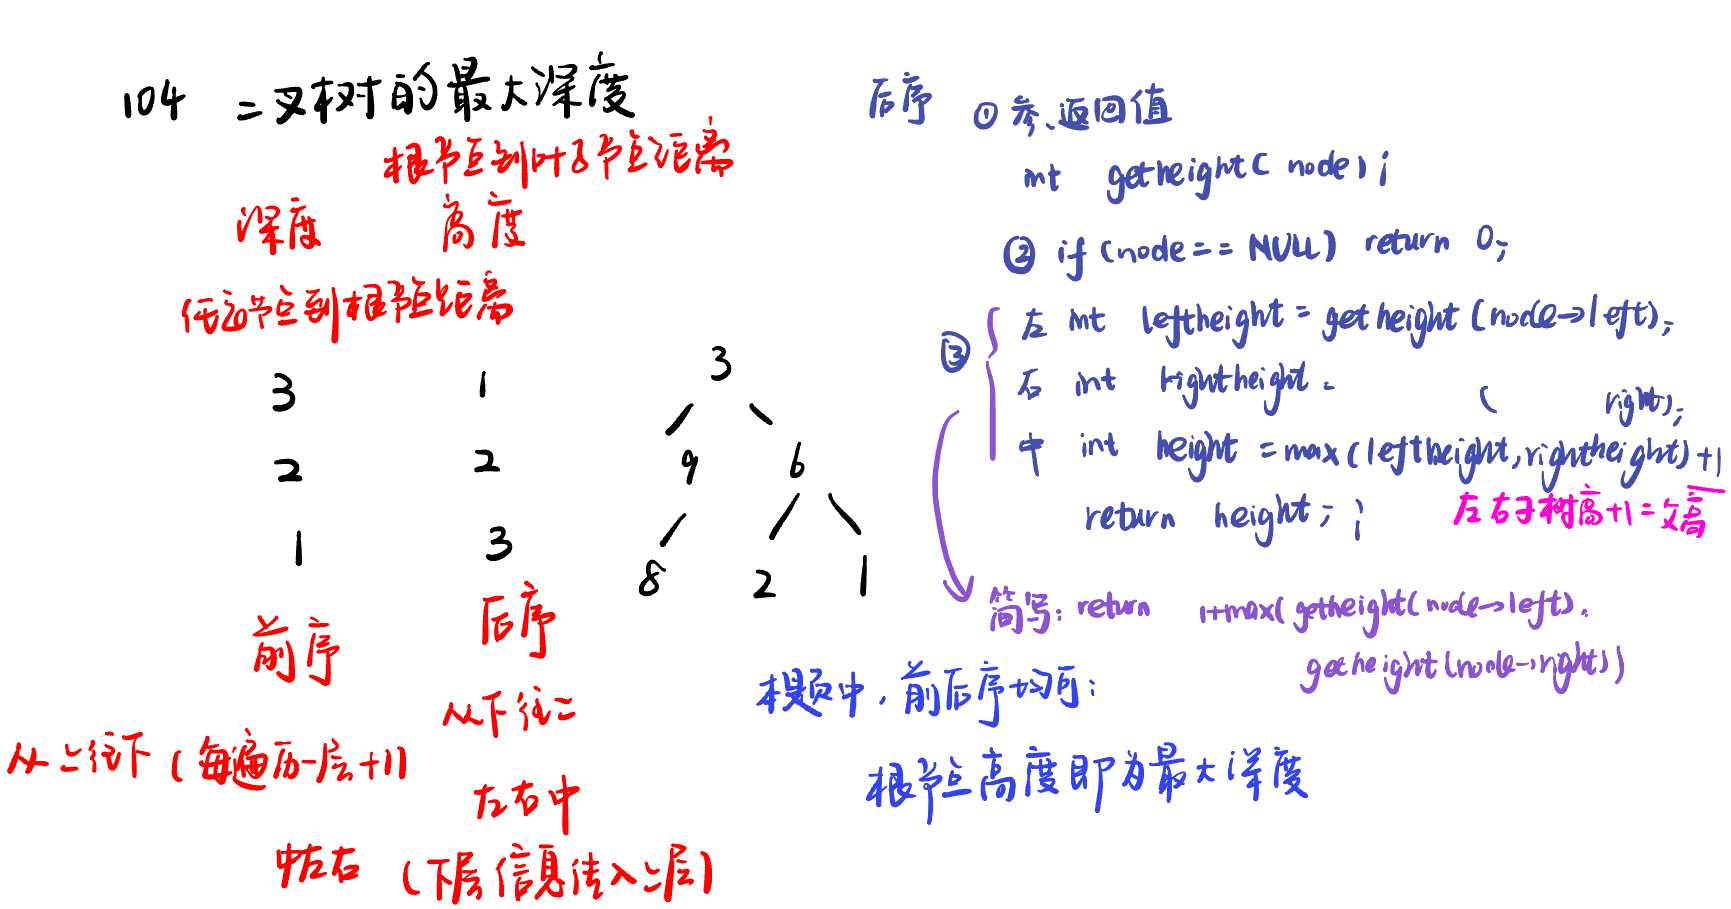 104 二叉树的最大深度
根节点到叶子节点距离
深度 高度
任意节点到根节点距离
3 1
2 2
1 3
前序 后序
从下往上
从上往下 (每遍历一层+1)
左右中
中左右 (下层信息传入上层)
3
9 6
8 2 1
后序 ① 参、返回值
int getheight( node);
② if (node == NULL) return 0;
③ 左 int leftheight = getheight (node→left);
右 int rightheight = ( right);
中 int height = max(leftheight, rightheight) +1
return height; ;
左右子树高+1=父高
简写: return 1+max(getheight(node→left),
getheight(node→right))
本题中, 前后序均可:
根节点高度即为最大深度